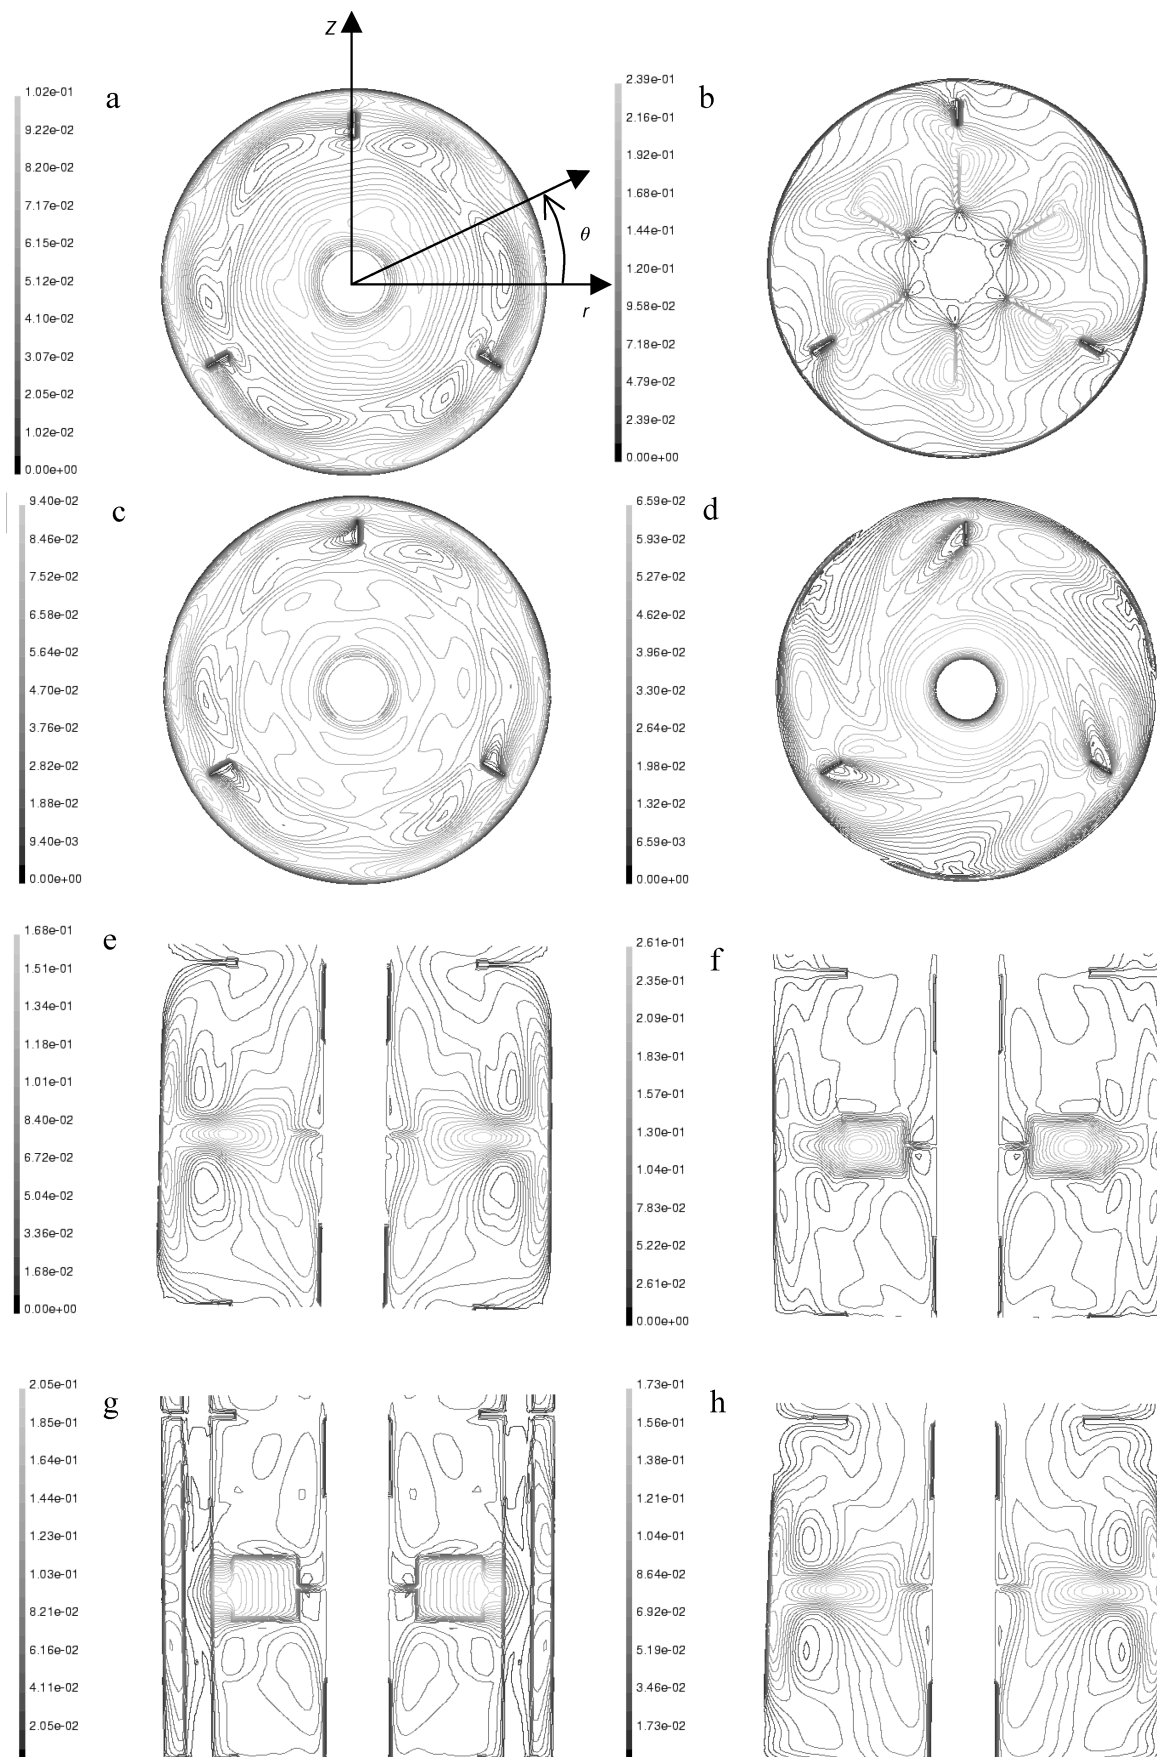 Z
a
θ
r
1.02e-01
9.22e-02
8.20e-02
7.17e-02
6.15e-02
5.12e-02
4.10e-02
3.07e-02
2.05e-02
1.02e-02
0.00e+00
b
2.39e-01
2.16e-01
1.92e-01
1.68e-01
1.44e-01
1.20e-01
9.58e-02
7.18e-02
4.79e-02
2.39e-02
0.00e+00
c
9.40e-02
8.46e-02
7.52e-02
6.58e-02
5.64e-02
4.70e-02
3.76e-02
2.82e-02
1.88e-02
9.40e-03
0.00e+00
d
6.59e-02
5.93e-02
5.27e-02
4.62e-02
3.96e-02
3.30e-02
2.64e-02
1.98e-02
1.32e-02
6.59e-03
0.00e+00
e
1.68e-01
1.51e-01
1.34e-01
1.18e-01
1.01e-01
8.40e-02
6.72e-02
5.04e-02
3.36e-02
1.68e-02
0.00e+00
f
2.61e-01
2.35e-01
2.09e-01
1.83e-01
1.57e-01
1.30e-01
1.04e-01
7.83e-02
5.22e-02
2.61e-02
0.00e+00
g
2.05e-01
1.85e-01
1.64e-01
1.44e-01
1.23e-01
1.03e-01
8.21e-02
6.16e-02
4.11e-02
2.05e-02
h
1.73e-01
1.56e-01
1.38e-01
1.21e-01
1.04e-01
8.64e-02
6.92e-02
5.19e-02
3.46e-02
1.73e-02